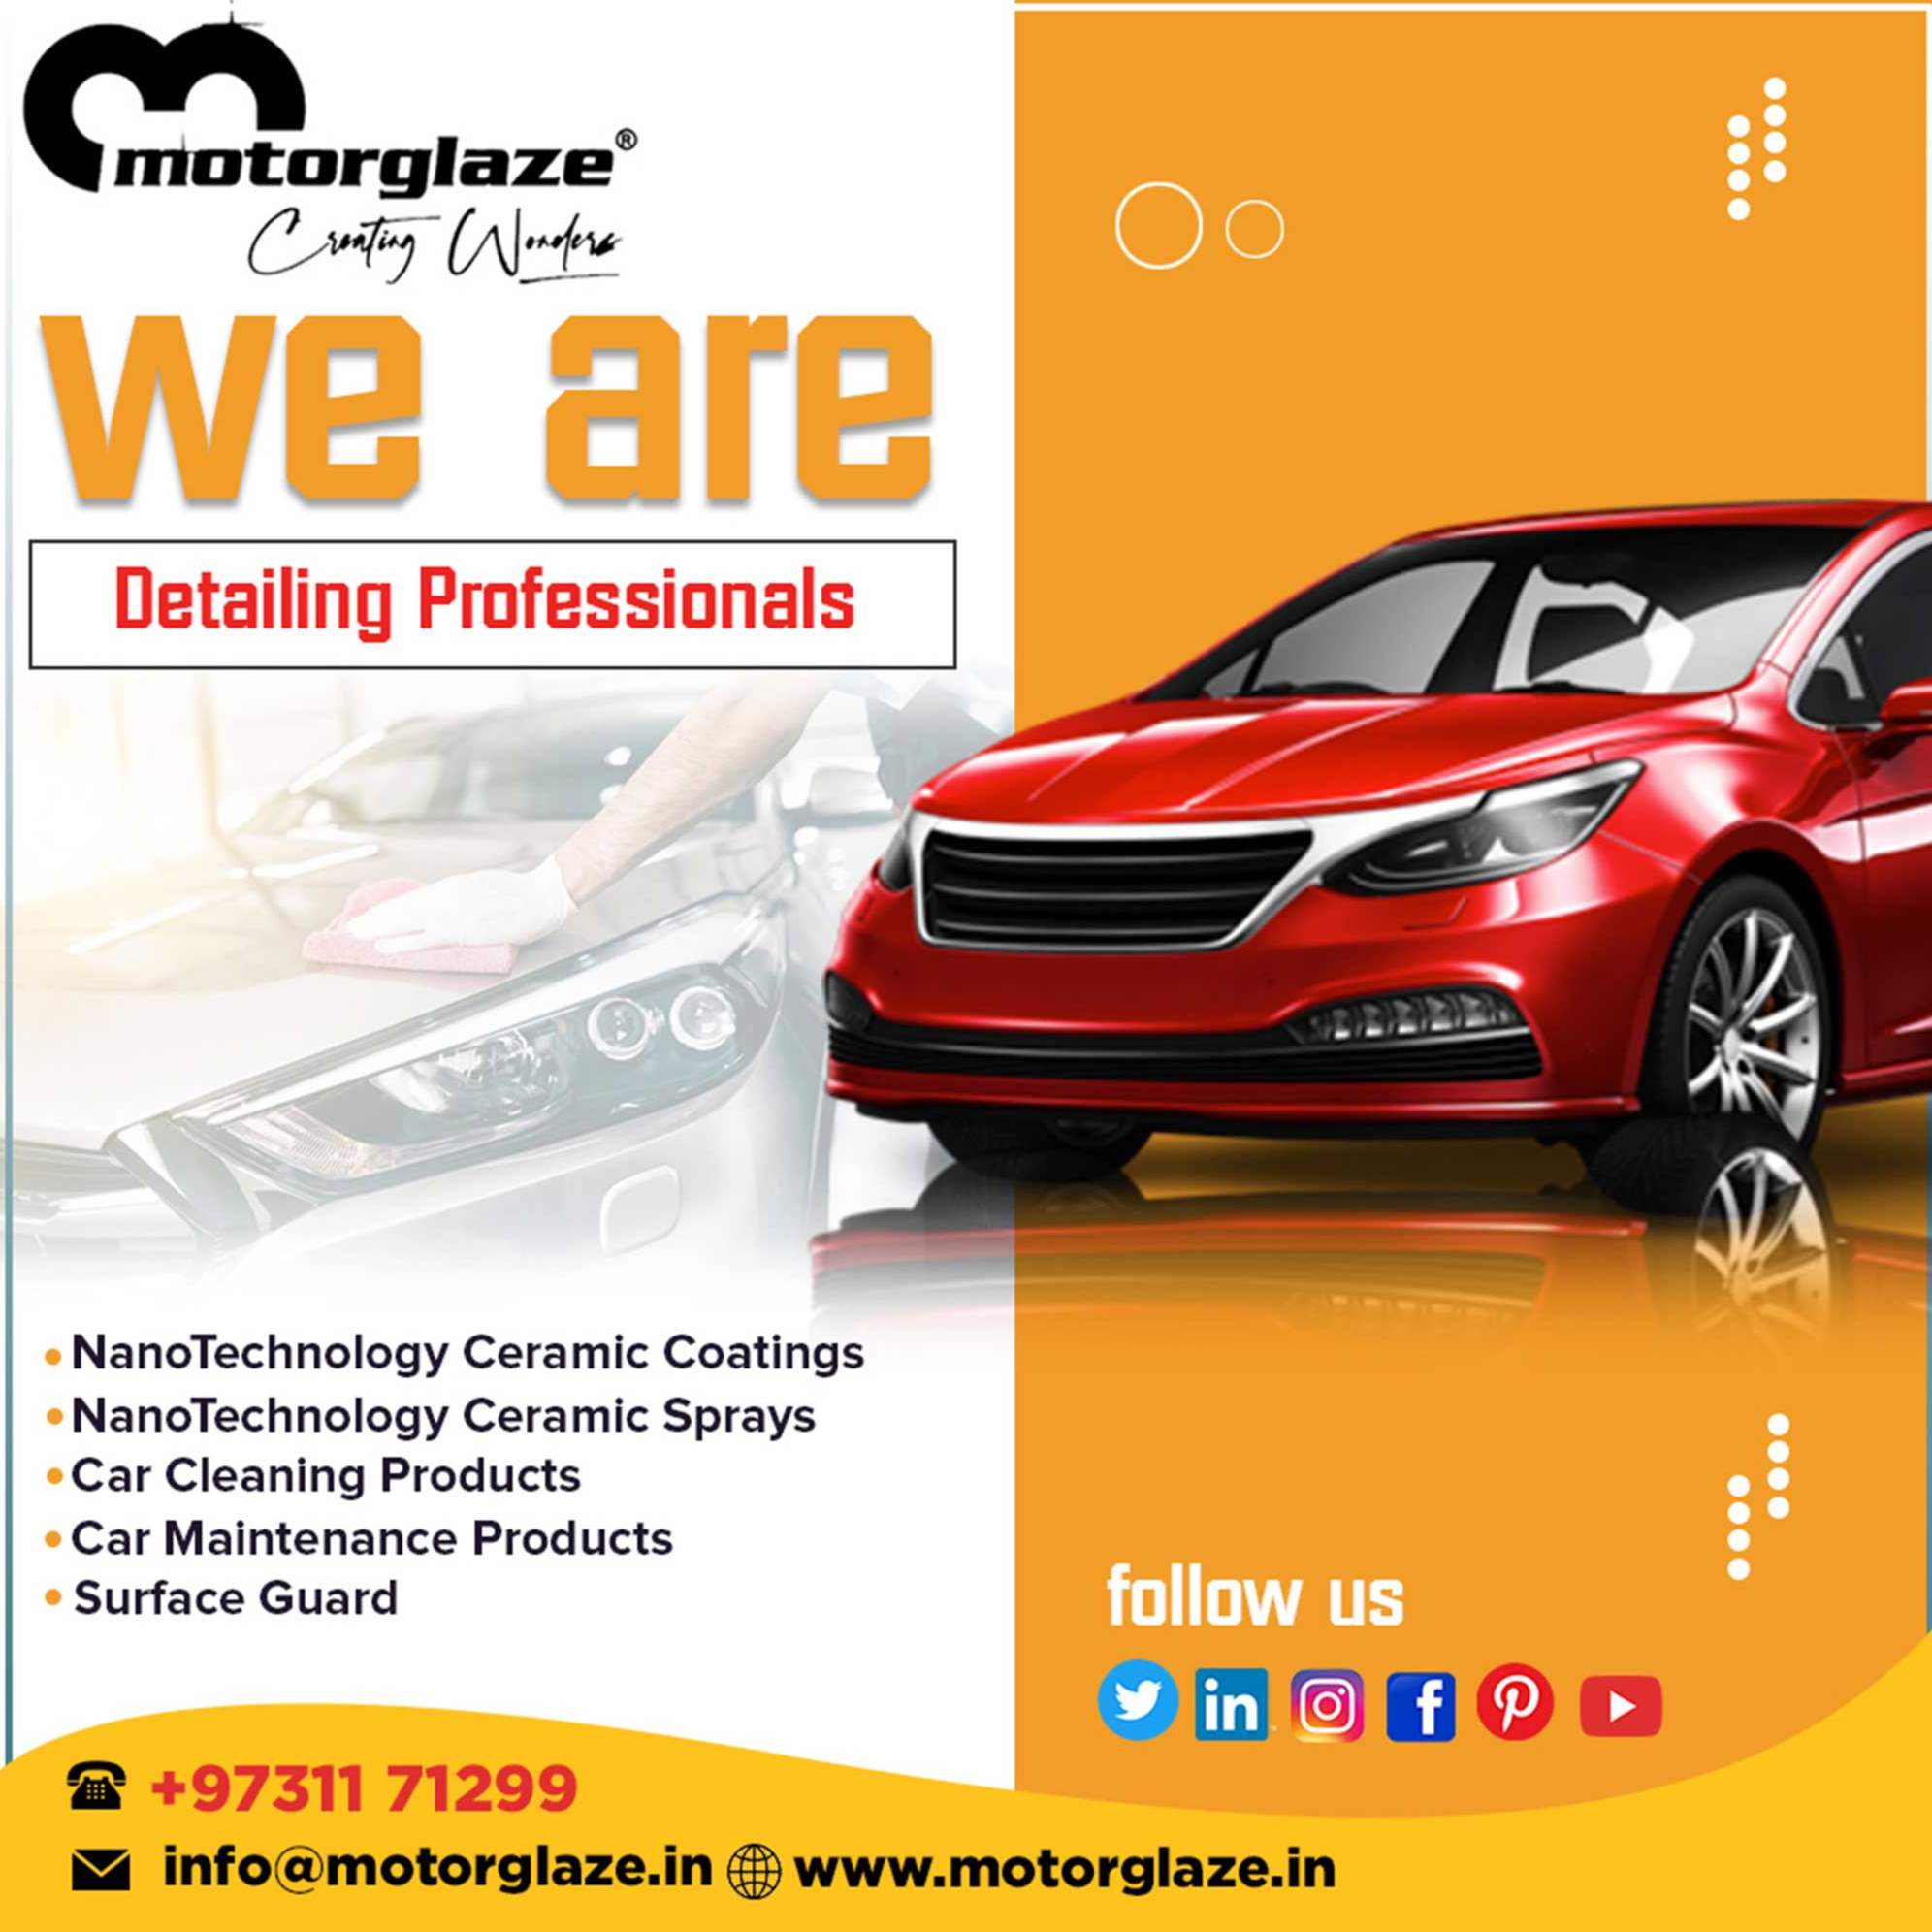 motorglaze®
Creating Wonders
we are
Detailing Professionals
• NanoTechnology Ceramic Coatings
• NanoTechnology Ceramic Sprays
• Car Cleaning Products
• Car Maintenance Products
• Surface Guard
follow us
in
+97311 71299
info@motorglaze.in www.motorglaze.in